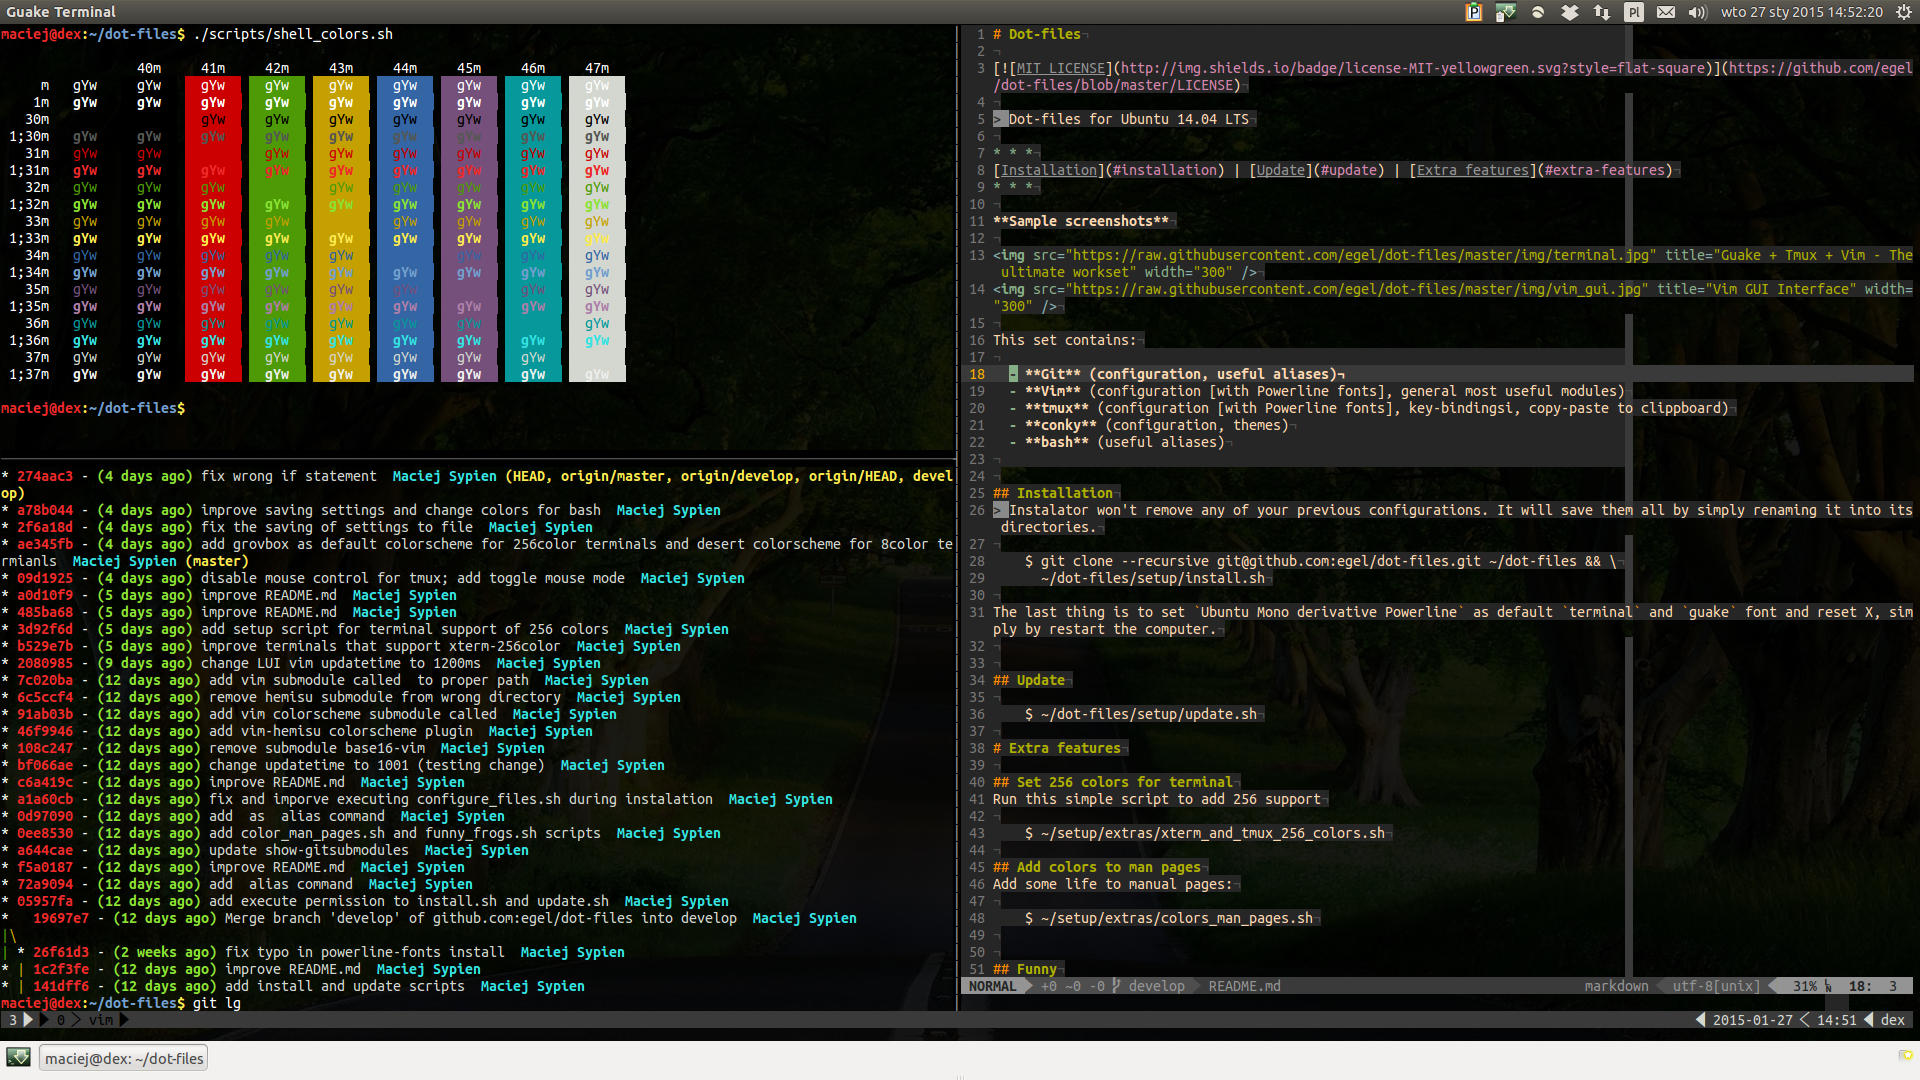 Guake Terminal
Pl
wto 27 sty 2015 14:52:20
maciej@dex:~/dot-files$ ./scripts/shell_colors.sh
40m 41m 42m 43m 44m 45m 46m 47m
m gYw gYw gYw gYw gYw gYw gYw gYw gYw
1m gYw gYw gYw gYw gYw gYw gYw gYw gYw
30m gYw gYw gYw gYw gYw gYw gYw
1;30m gYw gYw gYw gYw gYw gYw gYw gYw gYw
31m gYw gYw gYw gYw gYw gYw gYw gYw
1;31m gYw gYw gYw gYw gYw gYw gYw gYw gYw
32m gYw gYw gYw gYw gYw gYw gYw gYw
1;32m gYw gYw gYw gYw gYw gYw gYw gYw gYw
33m gYw gYw gYw gYw gYw gYw gYw gYw
1;33m gYw gYw gYw gYw gYw gYw gYw gYw gYw
34m gYw gYw gYw gYw gYw gYw gYw gYw
1;34m gYw gYw gYw gYw gYw gYw gYw gYw gYw
35m gYw gYw gYw gYw gYw gYw gYw gYw
1;35m gYw gYw gYw gYw gYw gYw gYw gYw gYw
36m gYw gYw gYw gYw gYw gYw gYw gYw
1;36m gYw gYw gYw gYw gYw gYw gYw gYw gYw
37m gYw gYw gYw gYw gYw gYw gYw gYw
1;37m gYw gYw gYw gYw gYw gYw gYw gYw gYw
maciej@dex:~/dot-files$
* 274aac3 - (4 days ago) fix wrong if statement  Maciej Sypien (HEAD, origin/master, origin/develop, origin/HEAD, devel
op)
* a78b044 - (4 days ago) improve saving settings and change colors for bash  Maciej Sypien
* 2f6a18d - (4 days ago) fix the saving of settings to file  Maciej Sypien
* ae345fb - (4 days ago) add grovbox as default colorscheme for 256color terminals and desert colorscheme for 8color te
rmianls  Maciej Sypien (master)
* 09d1925 - (4 days ago) disable mouse control for tmux; add toggle mouse mode  Maciej Sypien
* a0d10f9 - (5 days ago) improve README.md  Maciej Sypien
* 485ba68 - (5 days ago) improve README.md  Maciej Sypien
* 3d92f6d - (5 days ago) add setup script for terminal support of 256 colors  Maciej Sypien
* b529e7b - (5 days ago) improve terminals that support xterm-256color  Maciej Sypien
* 2080985 - (9 days ago) change LUI vim updatetime to 1200ms  Maciej Sypien
* 7c020ba - (12 days ago) add vim submodule called  to proper path  Maciej Sypien
* 6c5ccf4 - (12 days ago) remove hemisu submodule from wrong directory  Maciej Sypien
* 91ab03b - (12 days ago) add vim colorscheme submodule called  Maciej Sypien
* 46f9946 - (12 days ago) add vim-hemisu colorscheme plugin  Maciej Sypien
* 108c247 - (12 days ago) remove submodule base16-vim  Maciej Sypien
* bf066ae - (12 days ago) change updatetime to 1001 (testing change)  Maciej Sypien
* c6a419c - (12 days ago) improve README.md  Maciej Sypien
* a1a60cb - (12 days ago) fix and imporve executing configure_files.sh during instalation  Maciej Sypien
* 0d97090 - (12 days ago) add  as  alias command  Maciej Sypien
* 0ee8530 - (12 days ago) add color_man_pages.sh and funny_frogs.sh scripts  Maciej Sypien
* a644cae - (12 days ago) update show-gitsubmodules  Maciej Sypien
* f5a0187 - (12 days ago) improve README.md  Maciej Sypien
* 72a9094 - (12 days ago) add  alias command  Maciej Sypien
* 05957fa - (12 days ago) add execute permission to install.sh and update.sh  Maciej Sypien
*   19697e7 - (12 days ago) Merge branch 'develop' of github.com:egel/dot-files into develop  Maciej Sypien
|\
| * 26f61d3 - (2 weeks ago) fix typo in powerline-fonts install  Maciej Sypien
* | 1c2f3fe - (12 days ago) improve README.md  Maciej Sypien
* | 141dff6 - (12 days ago) add install and update scripts  Maciej Sypien
maciej@dex:~/dot-files$ git lg
1 # Dot-files¬
2 ¬
3 [![MIT LICENSE](http://img.shields.io/badge/license-MIT-yellowgreen.svg?style=flat-square)](https://github.com/egel
/dot-files/blob/master/LICENSE)¬
4 ¬
5 > Dot-files for Ubuntu 14.04 LTS¬
6 ¬
7 * * *¬
8 [Installation](#installation) | [Update](#update) | [Extra features](#extra-features)¬
9 * * *¬
10 ¬
11 **Sample screenshots**¬
12 ¬
13 <img src="https://raw.githubusercontent.com/egel/dot-files/master/img/terminal.jpg" title="Guake + Tmux + Vim - The
ultimate workset" width="300" />¬
14 <img src="https://raw.githubusercontent.com/egel/dot-files/master/img/vim_gui.jpg" title="Vim GUI Interface" width=
"300" />¬
15 ¬
16 This set contains:¬
17 ¬
18 - **Git** (configuration, useful aliases)¬
19 - **Vim** (configuration [with Powerline fonts], general most useful modules)¬
20 - **tmux** (configuration [with Powerline fonts], key-bindingsi, copy-paste to clippboard)¬
21 - **conky** (configuration, themes)¬
22 - **bash** (useful aliases)¬
23 ¬
24 ¬
25 ## Installation¬
26 > Instalator won't remove any of your previous configurations. It will save them all by simply renaming it into its
directories.¬
27 ¬
28 $ git clone --recursive git@github.com:egel/dot-files.git ~/dot-files && \¬
29 ~/dot-files/setup/install.sh¬
30 ¬
31 The last thing is to set `Ubuntu Mono derivative Powerline` as default `terminal` and `guake` font and reset X, sim
ply by restart the computer.¬
32 ¬
33 ¬
34 ## Update¬
35 ¬
36 $ ~/dot-files/setup/update.sh¬
37 ¬
38 # Extra features¬
39 ¬
40 ## Set 256 colors for terminal¬
41 Run this simple script to add 256 support¬
42 ¬
43 $ ~/setup/extras/xterm_and_tmux_256_colors.sh¬
44 ¬
45 ## Add colors to man pages¬
46 Add some life to manual pages:¬
47 ¬
48 $ ~/setup/extras/colors_man_pages.sh¬
49 ¬
50 ¬
51 ## Funny¬
NORMAL +0 ~0 -0 develop README.md markdown utf-8[unix] 31% 18: 3
3 0 vim 2015-01-27 14:51 dex
maciej@dex: ~/dot-files